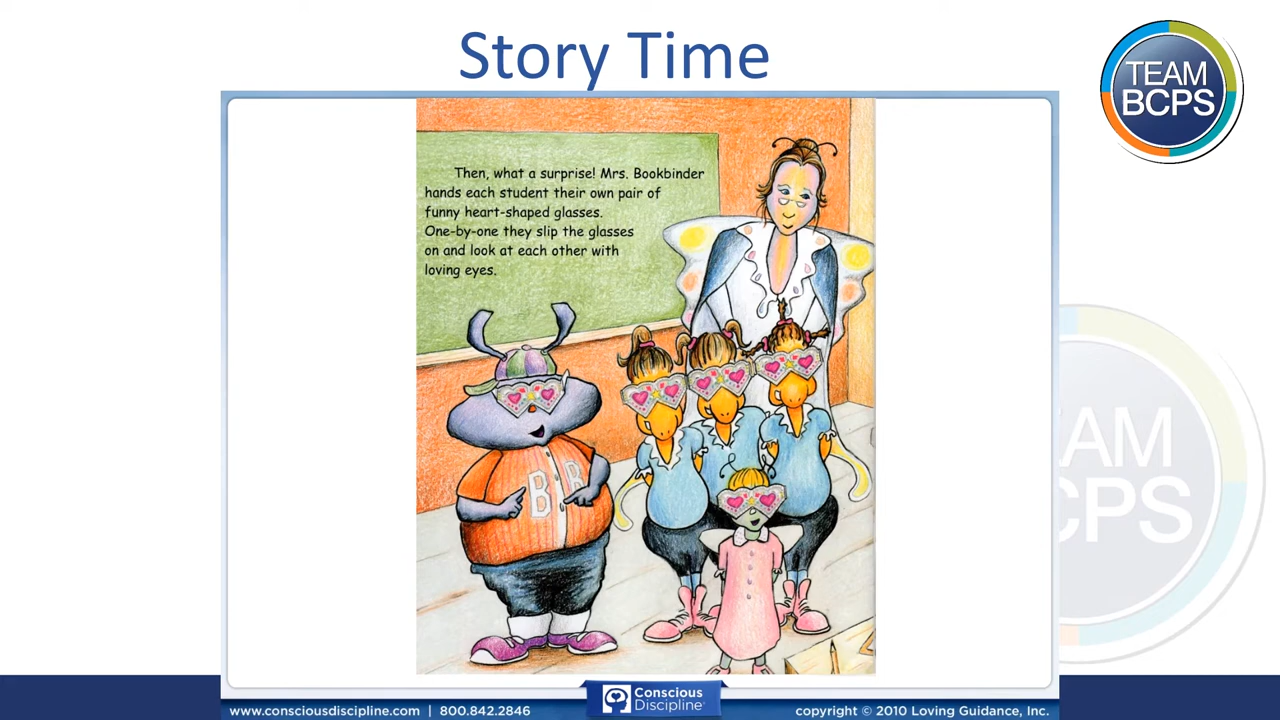 Story Time
TEAM
BCPS
Then, what a surprise! Mrs. Bookbinder
hands each student their own pair of
funny heart-shaped glasses.
One-by-one they slip the glasses
on and look at each other with
loving eyes.
B B
AM
CPS
Conscious
Discipline®
www.consciousdiscipline.com | 800.842.2846
copyright © 2010 Loving Guidance, Inc.